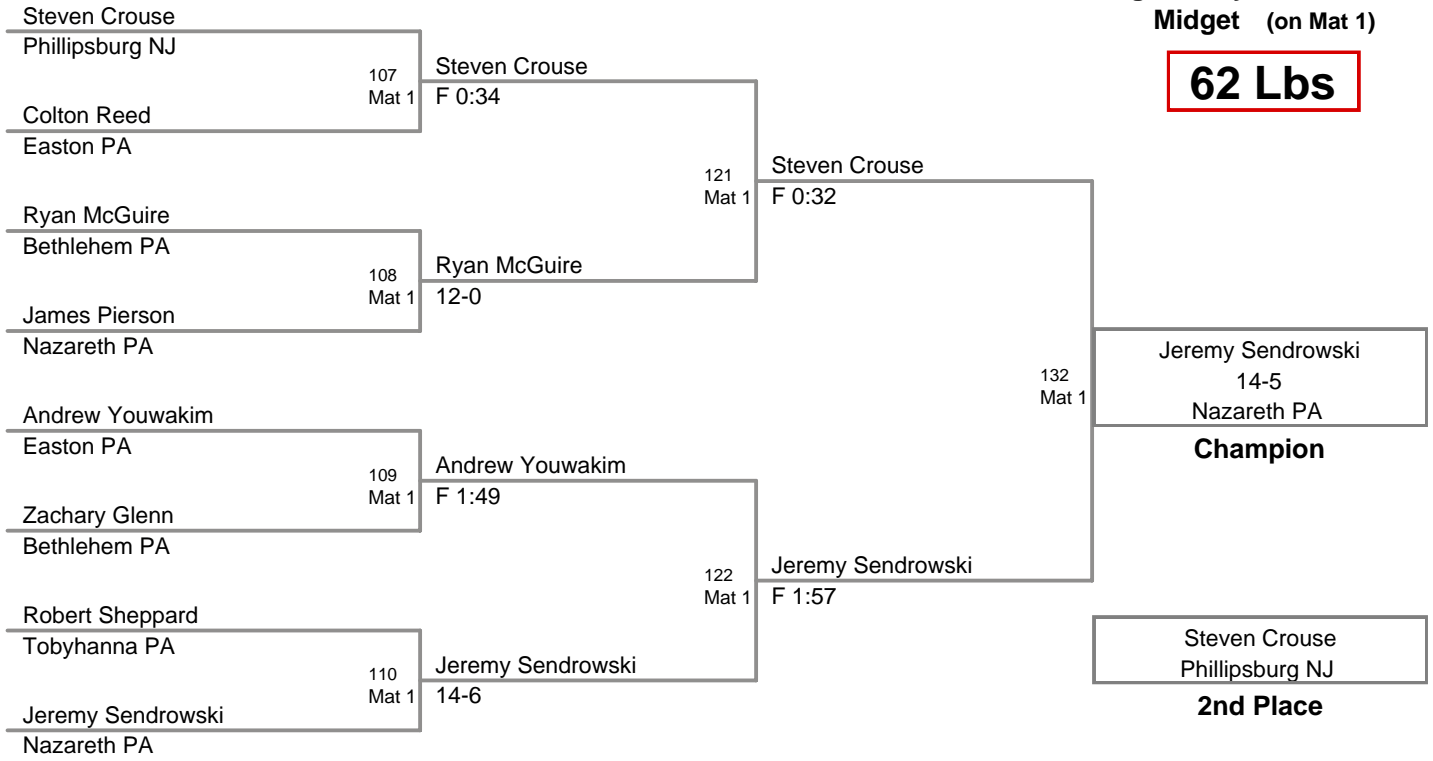 Midget (on Mat 1)
62 Lbs
Steven Crouse
Phillipsburg NJ
107
Mat 1
Colton Reed
Easton PA
Steven Crouse
F 0:34
Ryan McGuire
Bethlehem PA
108
Mat 1
James Pierson
Nazareth PA
Ryan McGuire
12-0
121
Mat 1
Steven Crouse
F 0:32
Andrew Youwakim
Easton PA
109
Mat 1
Zachary Glenn
Bethlehem PA
Andrew Youwakim
F 1:49
Robert Sheppard
Tobyhanna PA
110
Mat 1
Jeremy Sendrowski
Nazareth PA
Jeremy Sendrowski
14-6
122
Mat 1
Jeremy Sendrowski
F 1:57
132
Mat 1
Jeremy Sendrowski
14-5
Nazareth PA
Champion
Steven Crouse
Phillipsburg NJ
2nd Place